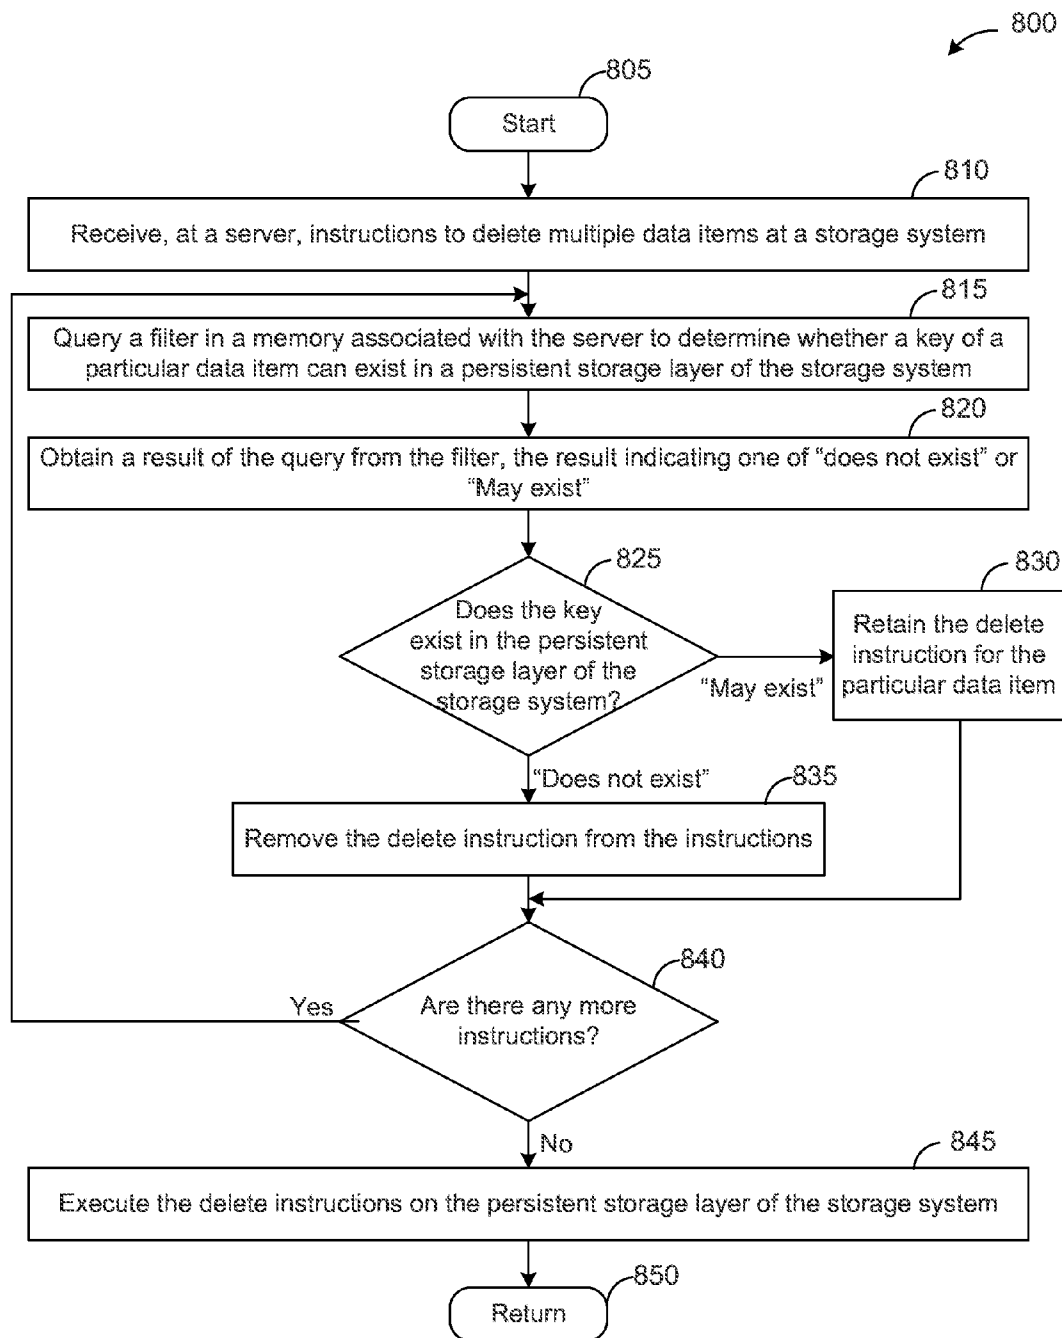 800
805
Start
810
Receive, at a server, instructions to delete multiple data items at a storage system
815
Query a filter in a memory associated with the server to determine whether a key of a
particular data item can exist in a persistent storage layer of the storage system
820
Obtain a result of the query from the filter, the result indicating one of “does not exist” or
“May exist”
825
Does the key
exist in the persistent
storage layer of the
storage system?
“May exist”
830
Retain the delete
instruction for the
particular data item
“Does not exist”
835
Remove the delete instruction from the instructions
840
Are there any more
instructions?
Yes
No
845
Execute the delete instructions on the persistent storage layer of the storage system
850
Return